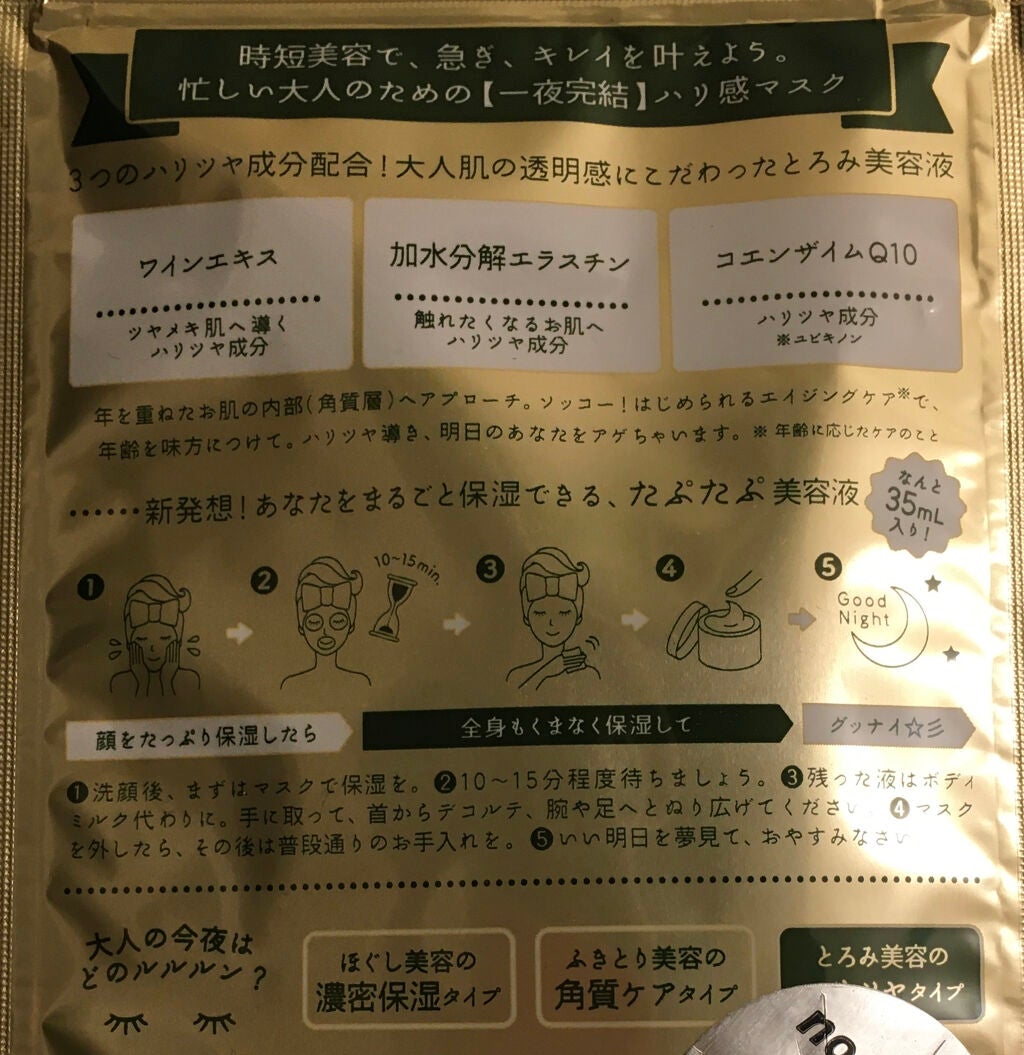 時短美容で、急ぎ、キレイを叶えよう。
忙しい大人のための【一夜完結】ハリ感マスク
3つのハリツヤ成分配合！大人肌の透明感にこだわったとろみ美容液
ワインエキス
ツヤメキ肌へ導く
ハリツヤ成分
加水分解エラスチン
触れたくなるお肌へ
ハリツヤ成分
コエンザイムQ10
ハリツヤ成分
※ユビキノン
年を重ねたお肌の内部(角質層)へアプローチ。ソッコー！はじめられるエイジングケア※で、
年齢を味方につけて。ハリツヤ導き、明日のあなたをアゲちゃいます。※ 年齢に応じたケアのこと
新発想！あなたをまるごと保湿できる、たぷたぷ美容液
なんと
35mL
入り！
❶
❷
10~15min.
❸
❹
❺
Good
Night
顔をたっぷり保湿したら
全身もくまなく保湿して
グッナイ☆彡
❶洗顔後、まずはマスクで保湿を。❷10~15分程度待ちましょう。❸残った液はボディ
ミルク代わりに。手に取って、首からデコルテ、腕や足へとぬり広げてください。❹マスク
を外したら、その後は普段通りのお手入れを。❺いい明日を夢見て、おやすみなさい
大人の今夜は
どのルルルン？
ほぐし美容の
濃密保湿タイプ
ふきとり美容の
角質ケアタイプ
とろみ美容の
タイプ
no